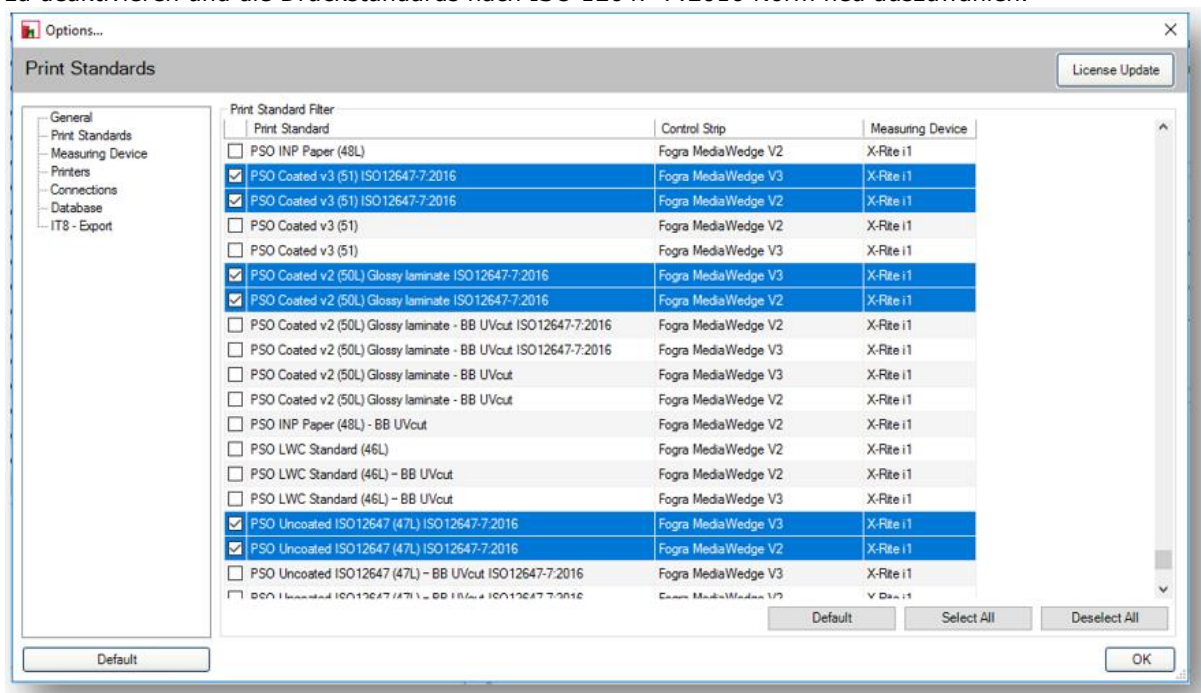 zu deaktivieren und die Druckstandards nach ISO 12647-7:2016 Norm neu auszuwählen.
Options...
Print Standards
License Update
General
Print Standards
Measuring Device
Printers
Connections
Database
IT8 - Export
Print Standard Filter
Print Standard Control Strip Measuring Device
PSO INP Paper (48L) Fogra MediaWedge V2 X-Rite i1
PSO Coated v3 (51) ISO12647-7:2016 Fogra MediaWedge V3 X-Rite i1
PSO Coated v3 (51) ISO12647-7:2016 Fogra MediaWedge V2 X-Rite i1
PSO Coated v3 (51) Fogra MediaWedge V2 X-Rite i1
PSO Coated v3 (51) Fogra MediaWedge V3 X-Rite i1
PSO Coated v2 (50L) Glossy laminate ISO12647-7:2016 Fogra MediaWedge V3 X-Rite i1
PSO Coated v2 (50L) Glossy laminate ISO12647-7:2016 Fogra MediaWedge V2 X-Rite i1
PSO Coated v2 (50L) Glossy laminate - BB UVcut ISO12647-7:2016 Fogra MediaWedge V2 X-Rite i1
PSO Coated v2 (50L) Glossy laminate - BB UVcut ISO12647-7:2016 Fogra MediaWedge V3 X-Rite i1
PSO Coated v2 (50L) Glossy laminate - BB UVcut Fogra MediaWedge V3 X-Rite i1
PSO Coated v2 (50L) Glossy laminate - BB UVcut Fogra MediaWedge V2 X-Rite i1
PSO INP Paper (48L) - BB UVcut Fogra MediaWedge V2 X-Rite i1
PSO LWC Standard (46L) Fogra MediaWedge V2 X-Rite i1
PSO LWC Standard (46L) – BB UVcut Fogra MediaWedge V2 X-Rite i1
PSO LWC Standard (46L) – BB UVcut Fogra MediaWedge V3 X-Rite i1
PSO Uncoated ISO12647 (47L) ISO12647-7:2016 Fogra MediaWedge V3 X-Rite i1
PSO Uncoated ISO12647 (47L) ISO12647-7:2016 Fogra MediaWedge V2 X-Rite i1
PSO Uncoated ISO12647 (47L) – BB UVcut ISO12647-7:2016 Fogra MediaWedge V3 X-Rite i1
Default Select All Deselect All
Default OK